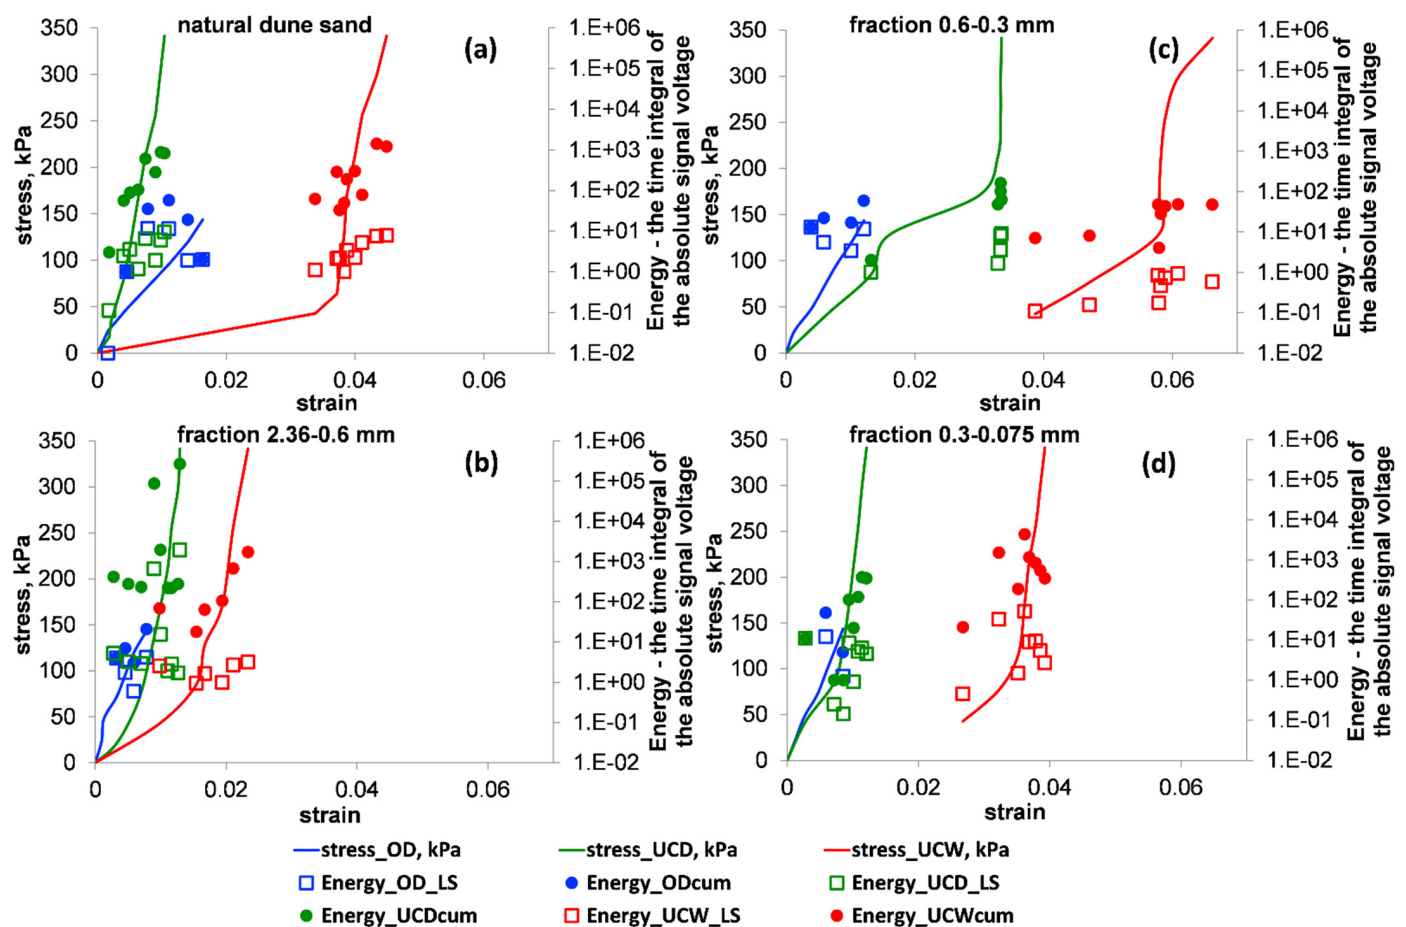 natural dune sand
(a)
350
300
250
200
150
100
50
0
stress, kPa
0
0.02
0.04
0.06
strain
1.E+06
1.E+05
1.E+04
1.E+03
1.E+02
1.E+01
1.E+00
1.E-01
1.E-02
Energy - the time integral of
the absolute signal voltage
fraction 0.6-0.3 mm
(c)
350
300
250
200
150
100
50
0
stress, kPa
0
0.02
0.04
0.06
strain
1.E+06
1.E+05
1.E+04
1.E+03
1.E+02
1.E+01
1.E+00
1.E-01
1.E-02
Energy - the time integral of
the absolute signal voltage
fraction 2.36-0.6 mm
(b)
350
300
250
200
150
100
50
0
stress, kPa
0
0.02
0.04
0.06
strain
1.E+06
1.E+05
1.E+04
1.E+03
1.E+02
1.E+01
1.E+00
1.E-01
1.E-02
Energy - the time integral of
the absolute signal voltage
fraction 0.3-0.075 mm
(d)
350
300
250
200
150
100
50
0
stress, kPa
0
0.02
0.04
0.06
strain
1.E+06
1.E+05
1.E+04
1.E+03
1.E+02
1.E+01
1.E+00
1.E-01
1.E-02
Energy - the time integral of
the absolute signal voltage
stress_OD, kPa
stress_UCD, kPa
stress_UCW, kPa
Energy_OD_LS
Energy_ODcum
Energy_UCD_LS
Energy_UCDcum
Energy_UCW_LS
Energy_UCWcum